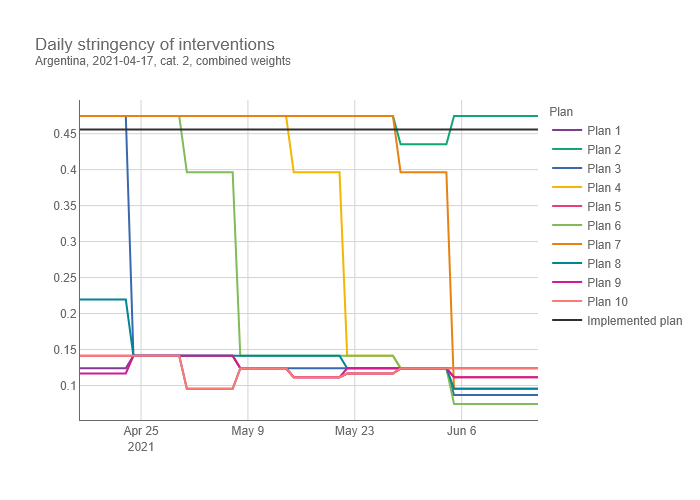 Daily stringency of interventions
Argentina, 2021-04-17, cat. 2, combined weights
Plan
Plan 1
Plan 2
Plan 3
Plan 4
Plan 5
Plan 6
Plan 7
Plan 8
Plan 9
Plan 10
Implemented plan
0.45
0.4
0.35
0.3
0.25
0.2
0.15
0.1
Apr 25 May 9 May 23 Jun 6
2021